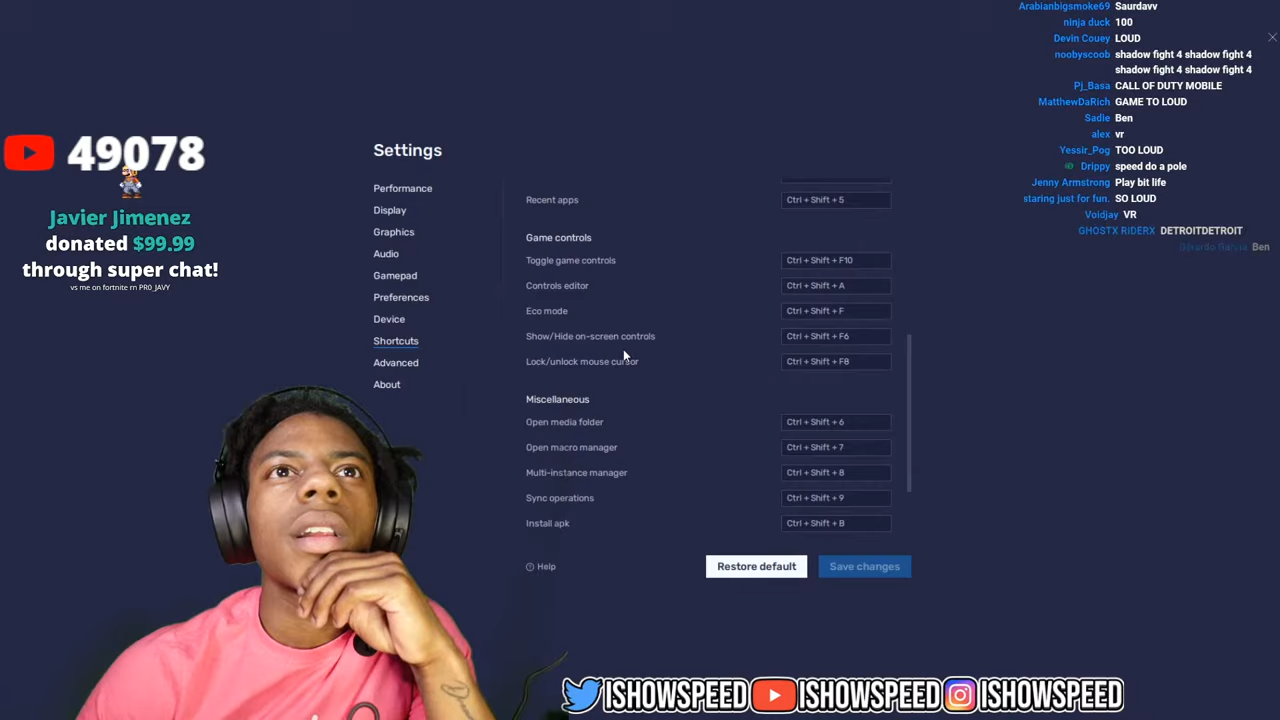 49078
Javier Jimenez
donated $99.99
through super chat!
vs me on fortnite rn PR0_JAVY
Settings
Performance
Display
Graphics
Audio
Gamepad
Preferences
Device
Shortcuts
Advanced
About
Recent apps Ctrl + Shift + 5
Game controls
Toggle game controls Ctrl + Shift + F10
Controls editor Ctrl + Shift + A
Eco mode Ctrl + Shift + F
Show/Hide on-screen controls Ctrl + Shift + F6
Lock/unlock mouse cursor Ctrl + Shift + F8
Miscellaneous
Open media folder Ctrl + Shift + 6
Open macro manager Ctrl + Shift + 7
Multi-instance manager Ctrl + Shift + 8
Sync operations Ctrl + Shift + 9
Install apk Ctrl + Shift + B
Help
Restore default
Save changes
Arabianbigsmoke69 Saurdavv
ninja duck 100
Devin Couey LOUD
noobyscoob shadow fight 4 shadow fight 4
shadow fight 4 shadow fight 4
Pj_Basa CALL OF DUTY MOBILE
MatthewDaRich GAME TO LOUD
Sadie Ben
alex vr
Yessir_Pog TOO LOUD
Drippy speed do a pole
Jenny Armstrong Play bit life
staring just for fun. SO LOUD
Voidjay VR
GHOSTX RIDERX DETROITDETROIT
Gerardo Garcia Ben
ISHOWSPEED ISHOWSPEED ISHOWSPEED